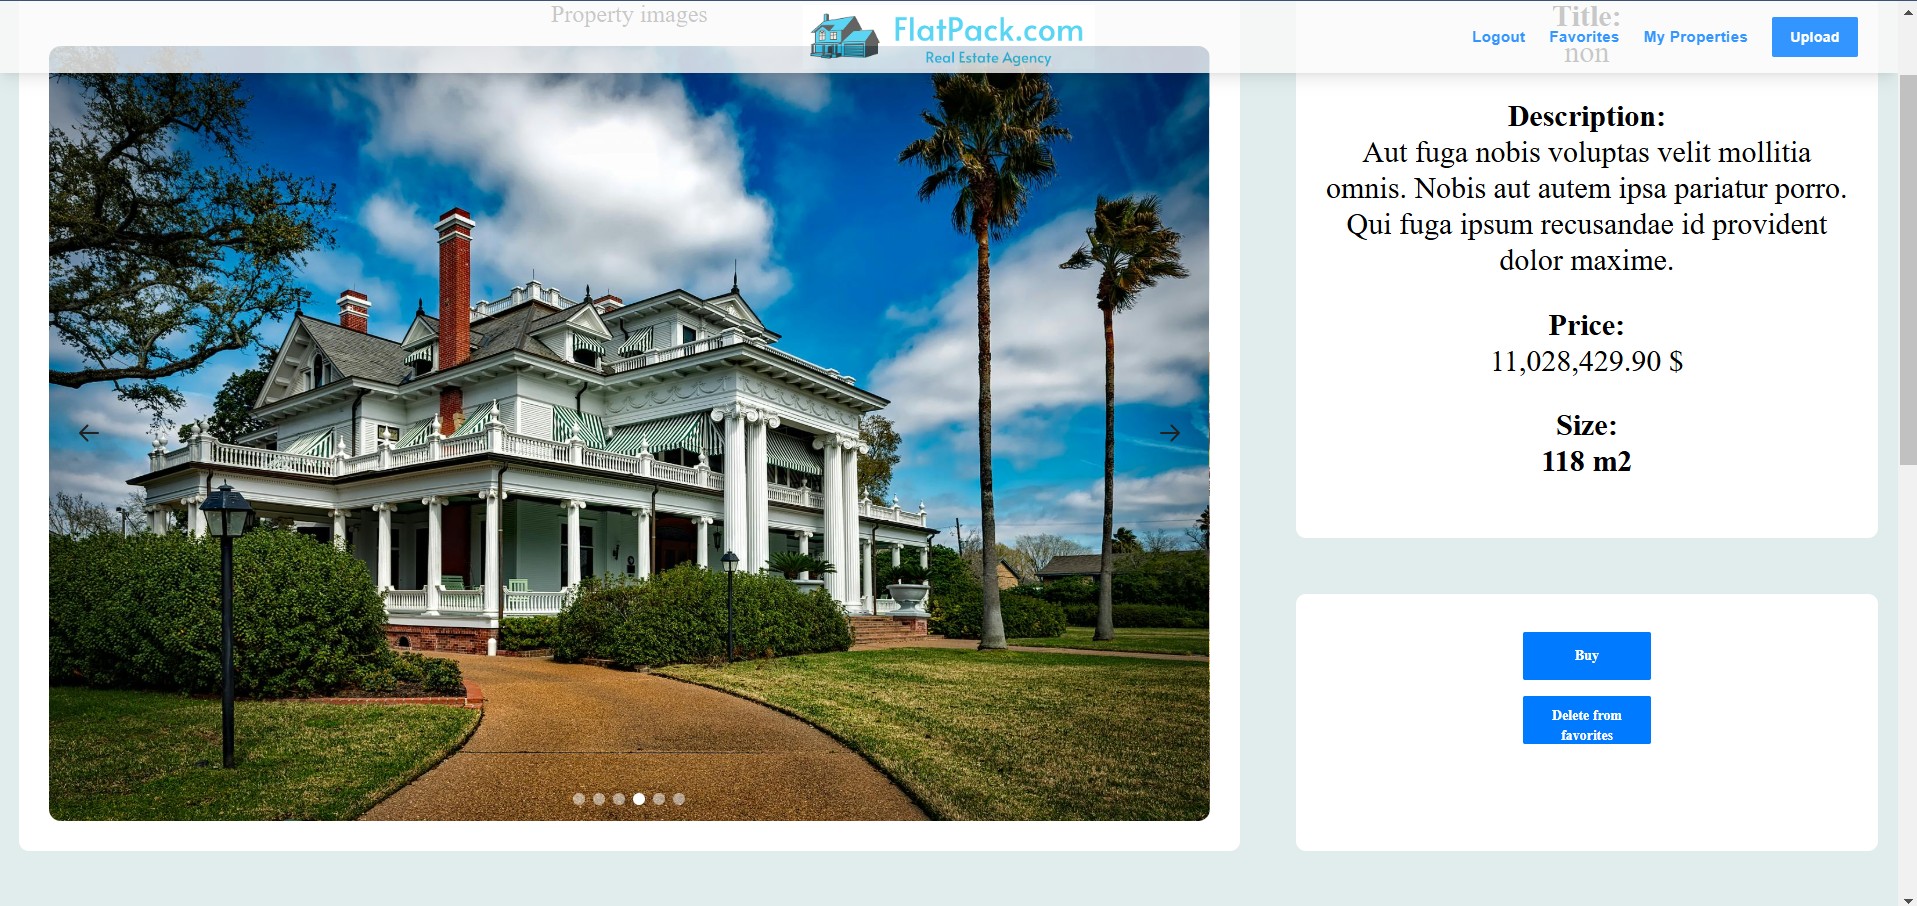 Property images
FlatPack.com
Real Estate Agency
Logout
Favorites
My Properties
Upload
Title:
non
Description:
Aut fuga nobis voluptas velit mollitia
omnis. Nobis aut autem ipsa pariatur porro.
Qui fuga ipsum recusandae id provident
dolor maxime.
Price:
11,028,429.90 $
Size:
118 m2
Buy
Delete from
favorites